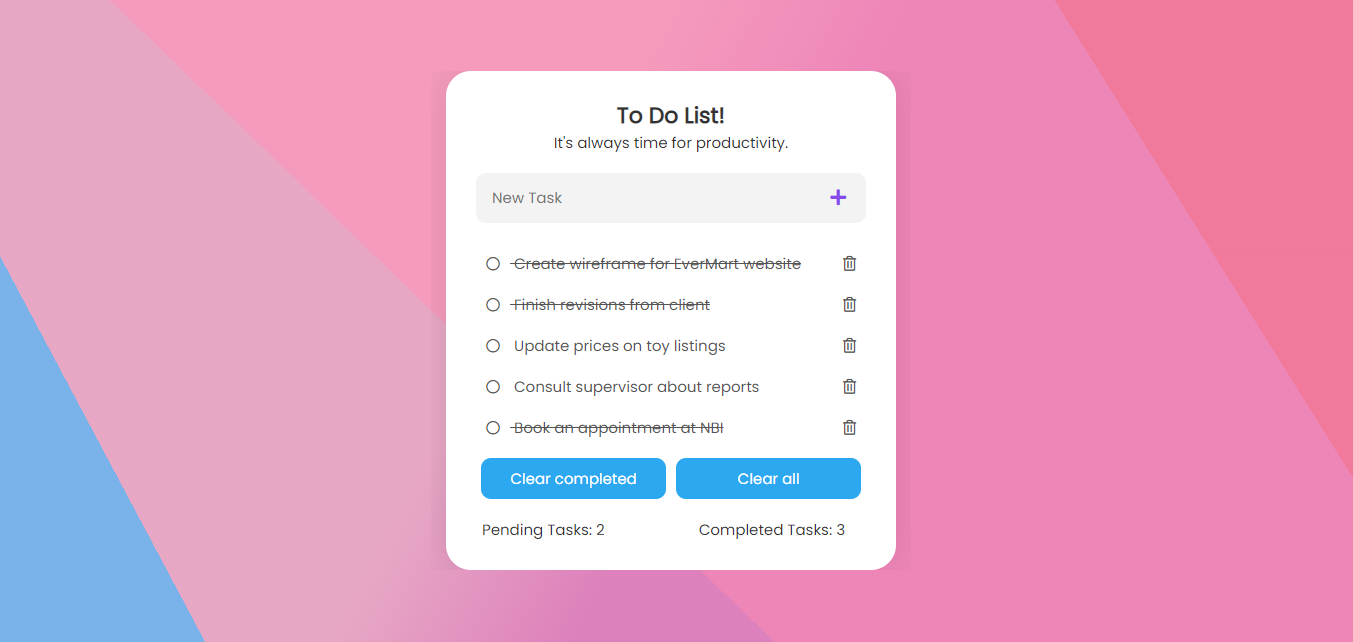 To Do List!
It's always time for productivity.
New Task
Create wireframe for EverMart website
Finish revisions from client
Update prices on toy listings
Consult supervisor about reports
Book an appointment at NBI
Clear completed Clear all
Pending Tasks: 2 Completed Tasks: 3